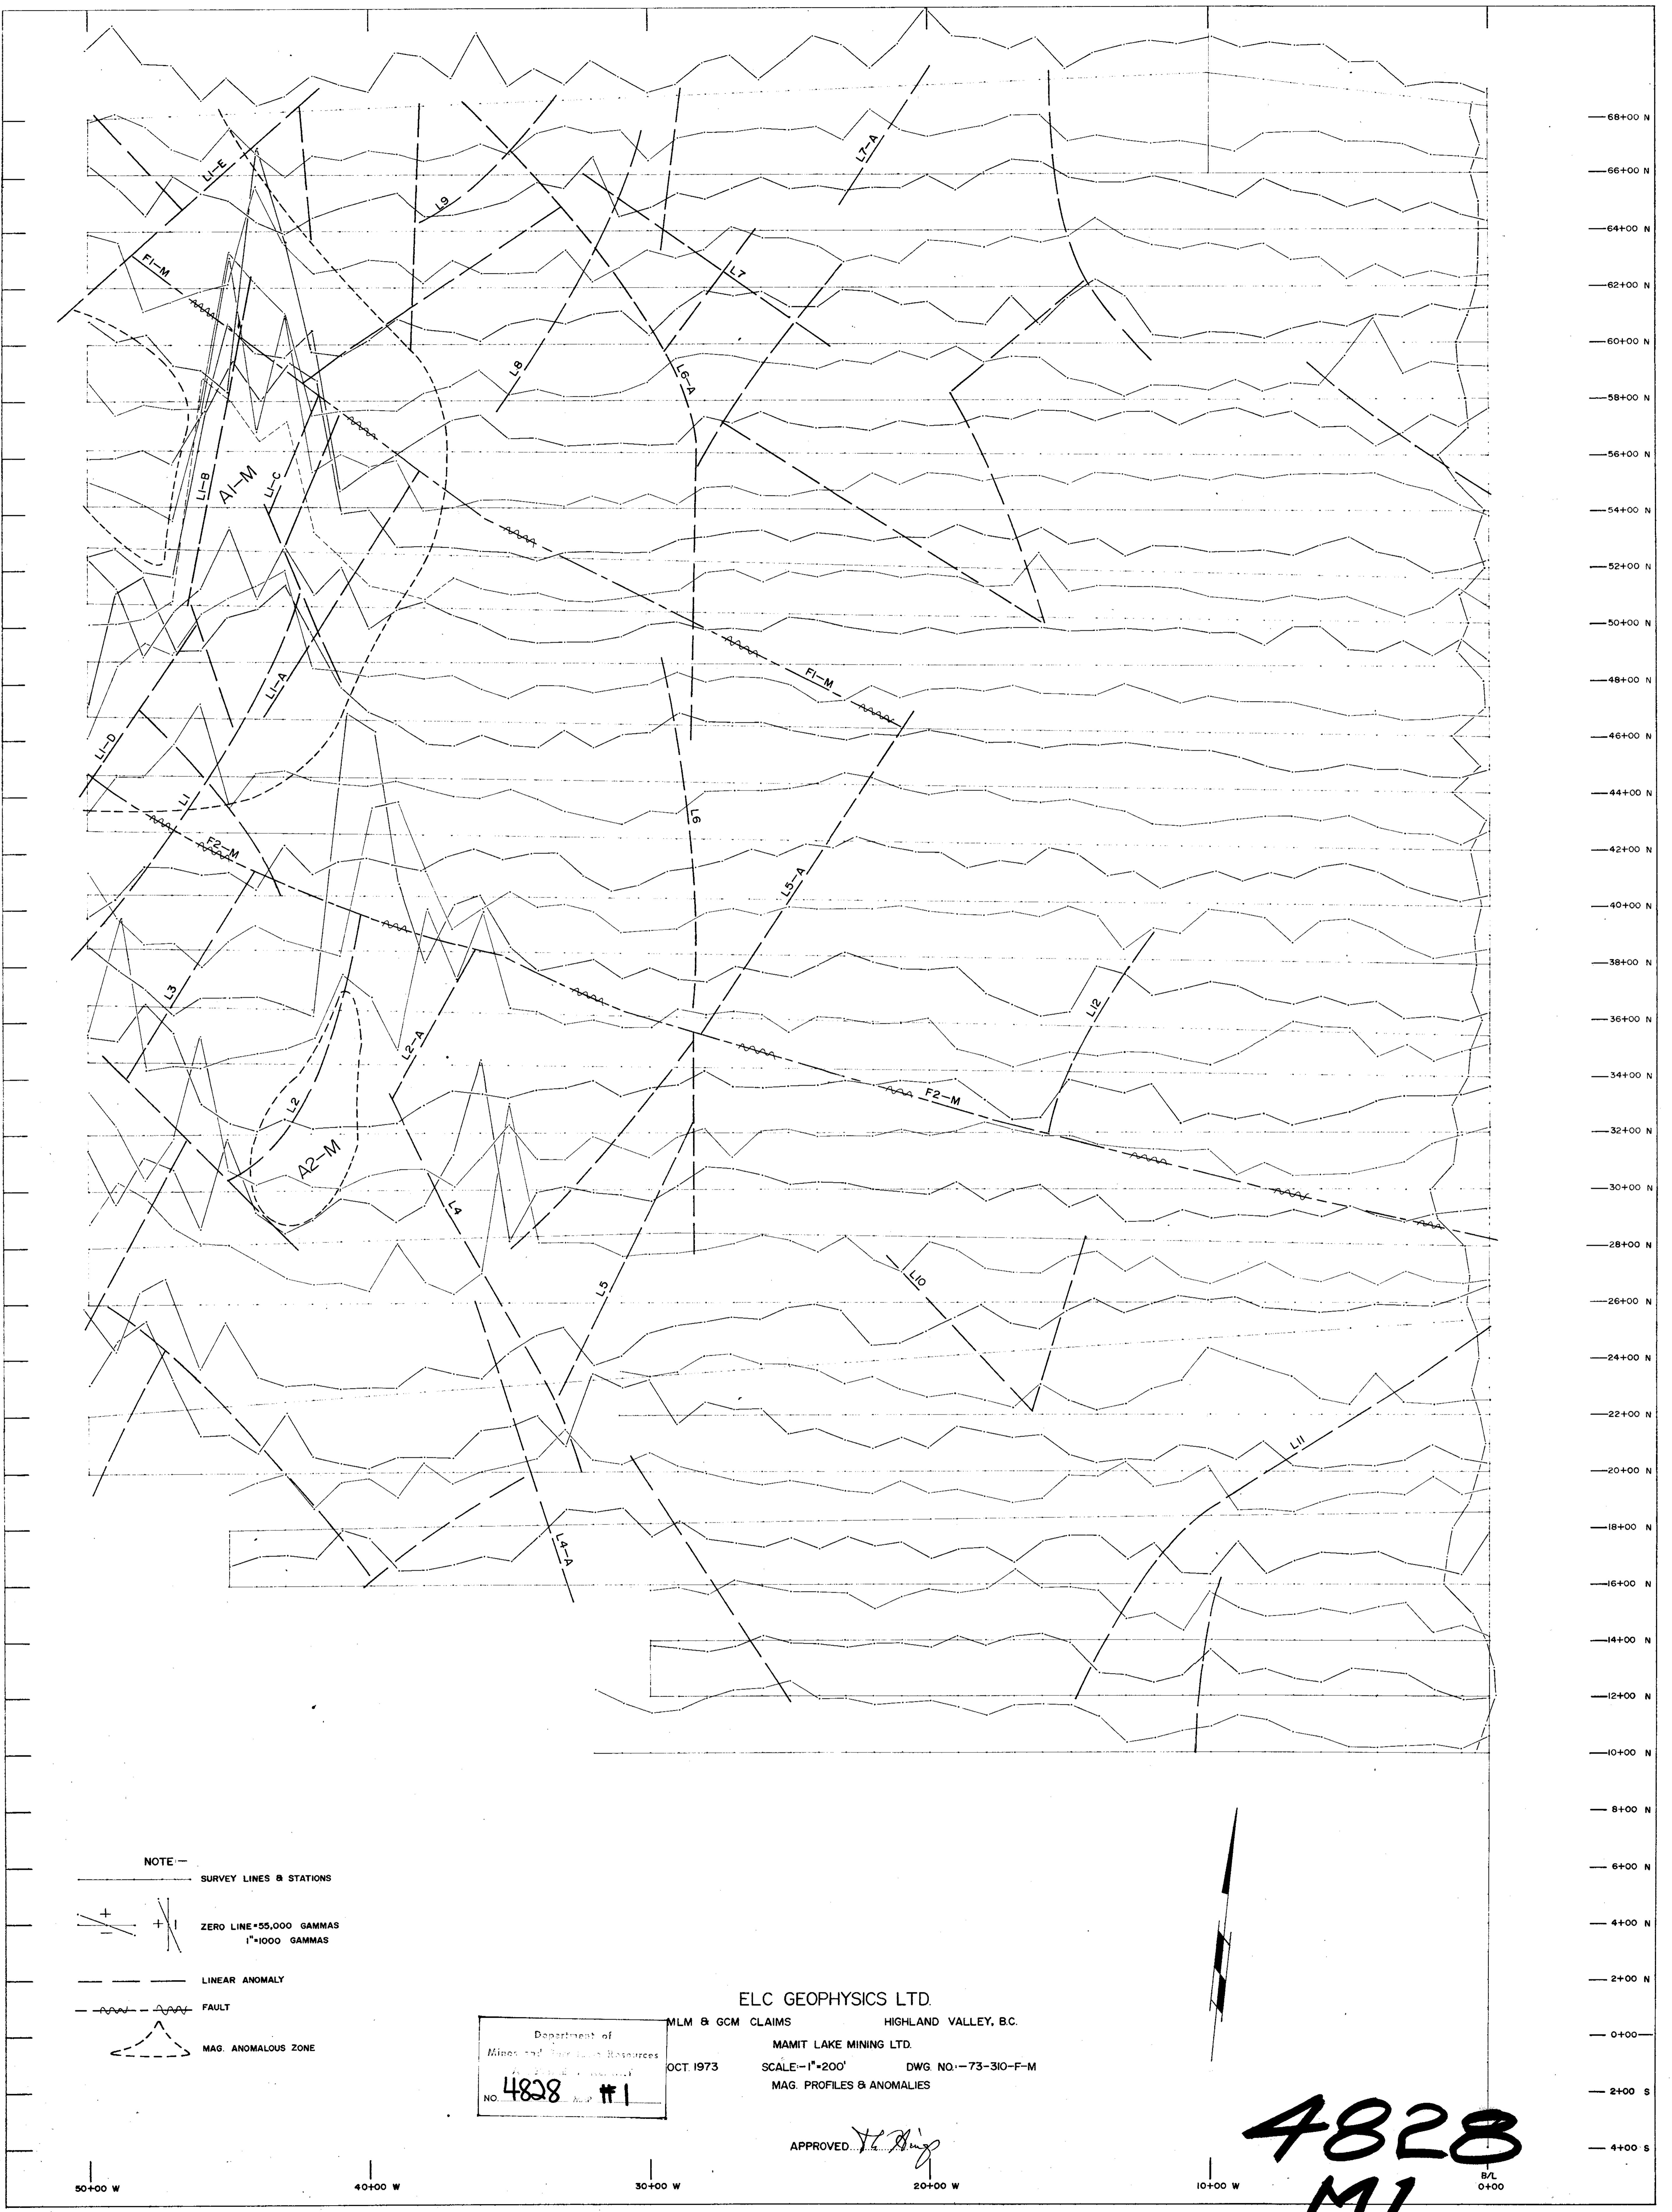 68+00 N
L7-A
L1-E
66+00 N
L9
64+00 N
F1-M
L7
62+00 N
60+00 N
L8
L6-A
58+00 N
56+00 N
L1-B
A1-M
L1-C
54+00 N
52+00 N
50+00 N
L1-A
F1-M
48+00 N
L1-D
46+00 N
L1
44+00 N
L6
F2-M
42+00 N
L5-A
40+00 N
38+00 N
L3
L12
36+00 N
L2-A
34+00 N
L2
F2-M
32+00 N
A2-M
30+00 N
L4
28+00 N
L10
L5
26+00 N
24+00 N
22+00 N
L11
20+00 N
18+00 N
L4-A
16+00 N
14+00 N
12+00 N
10+00 N
8+00 N
6+00 N
4+00 N
2+00 N
0+00
2+00 S
4+00 S
NOTE:-
SURVEY LINES & STATIONS
+
-
+
ZERO LINE=55,000 GAMMAS
1"=1000 GAMMAS
LINEAR ANOMALY
FAULT
MAG. ANOMALOUS ZONE
ELC GEOPHYSICS LTD.
MLM & GCM CLAIMS HIGHLAND VALLEY, B.C.
MAMIT LAKE MINING LTD.
OCT. 1973 SCALE:-1"=200' DWG. NO.:-73-310-F-M
MAG. PROFILES & ANOMALIES
Department of
Mines and Resources
NO. 4828 #1
APPROVED
4828
M1
50+00 W
40+00 W
30+00 W
20+00 W
10+00 W
B/L
0+00